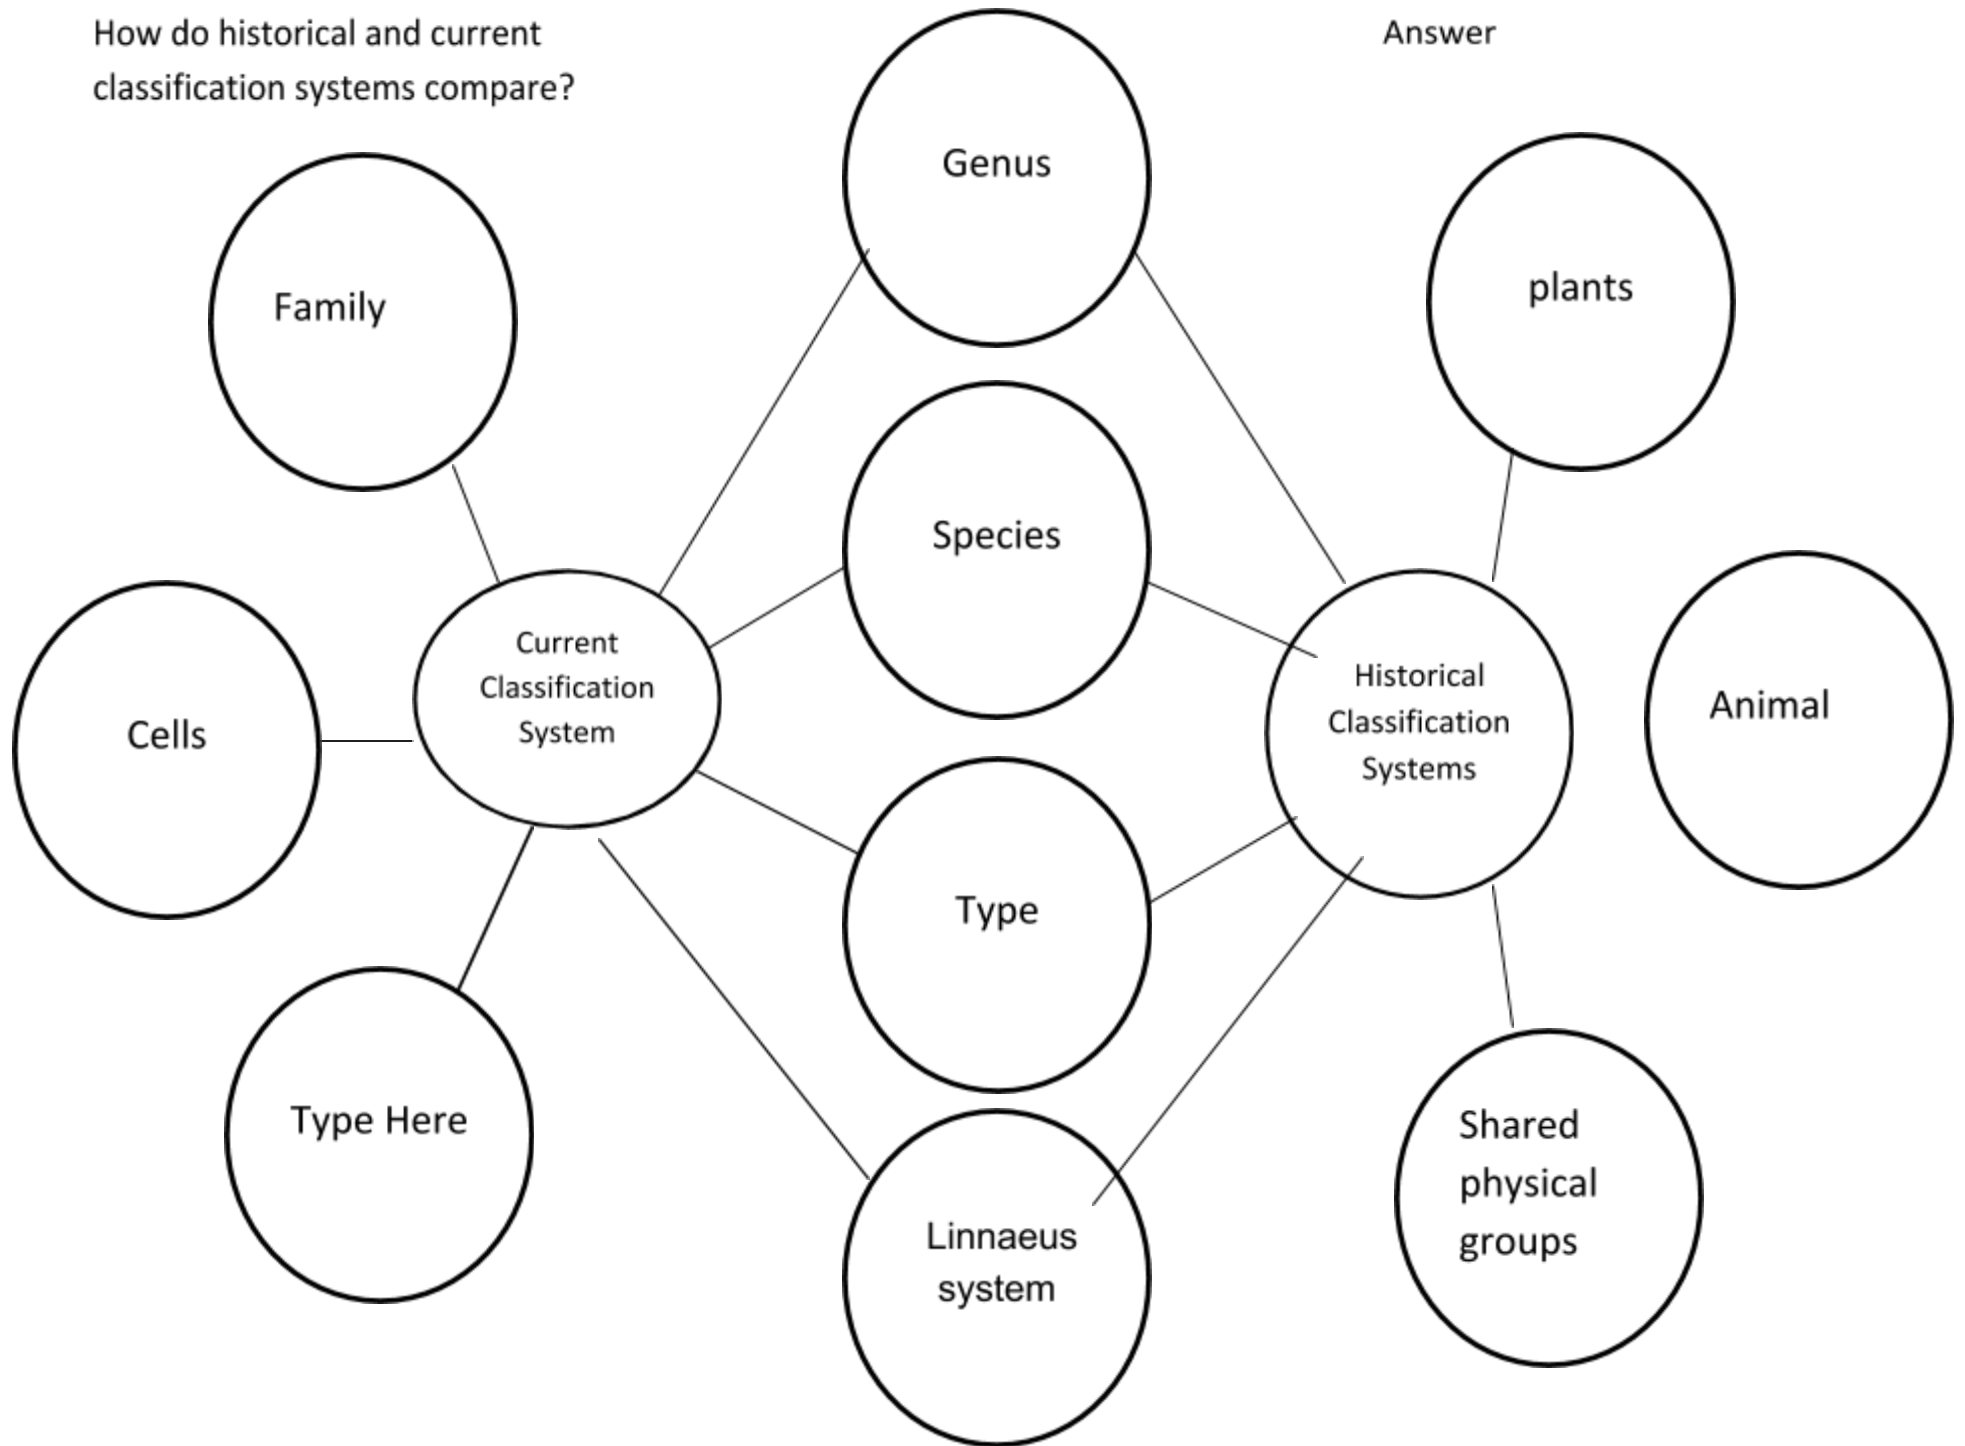 How do historical and current
classification systems compare?
Answer
Genus
Family
plants
Species
Cells
Current
Classification
System
Historical
Classification
Systems
Animal
Type
Type Here
Shared
physical
groups
Linnaeus
system